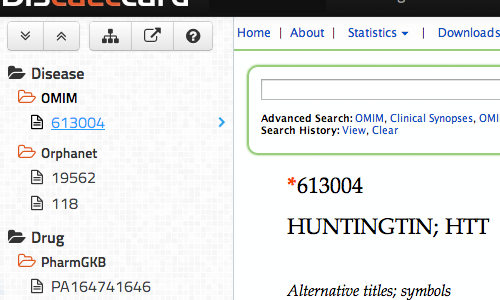 Diseasecard
Disease
OMIM
613004
Orphanet
19562
118
Drug
PharmGKB
PA164741646
Home | About | Statistics | Downloads
Advanced Search: OMIM, Clinical Synopses, OMI
Search History: View, Clear
*613004
HUNTINGTIN; HTT
Alternative titles; symbols